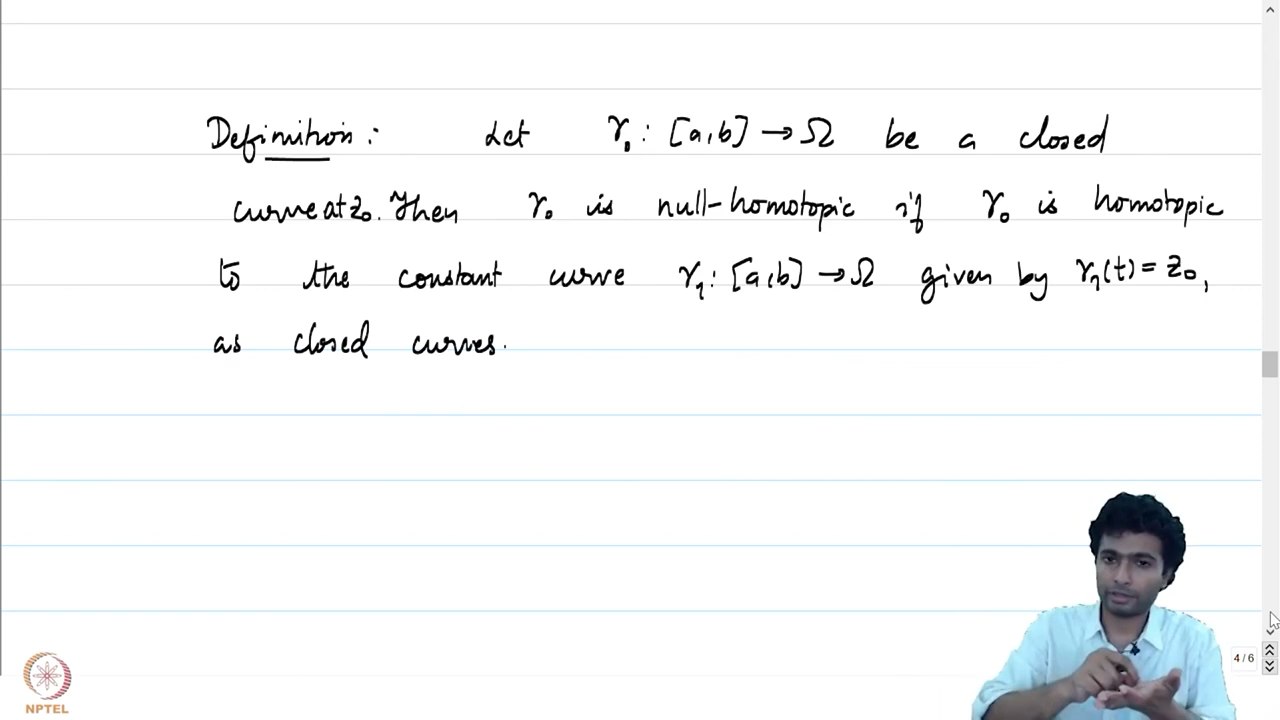 Definition: Let γ₀: [a,b] → Ω be a closed
curve at z₀. Then γ₀ is null-homotopic if γ₀ is homotopic
to the constant curve γ₁: [a,b] → Ω given by γ₁(t) = z₀,
as closed curves.
4 / 6
NPTEL